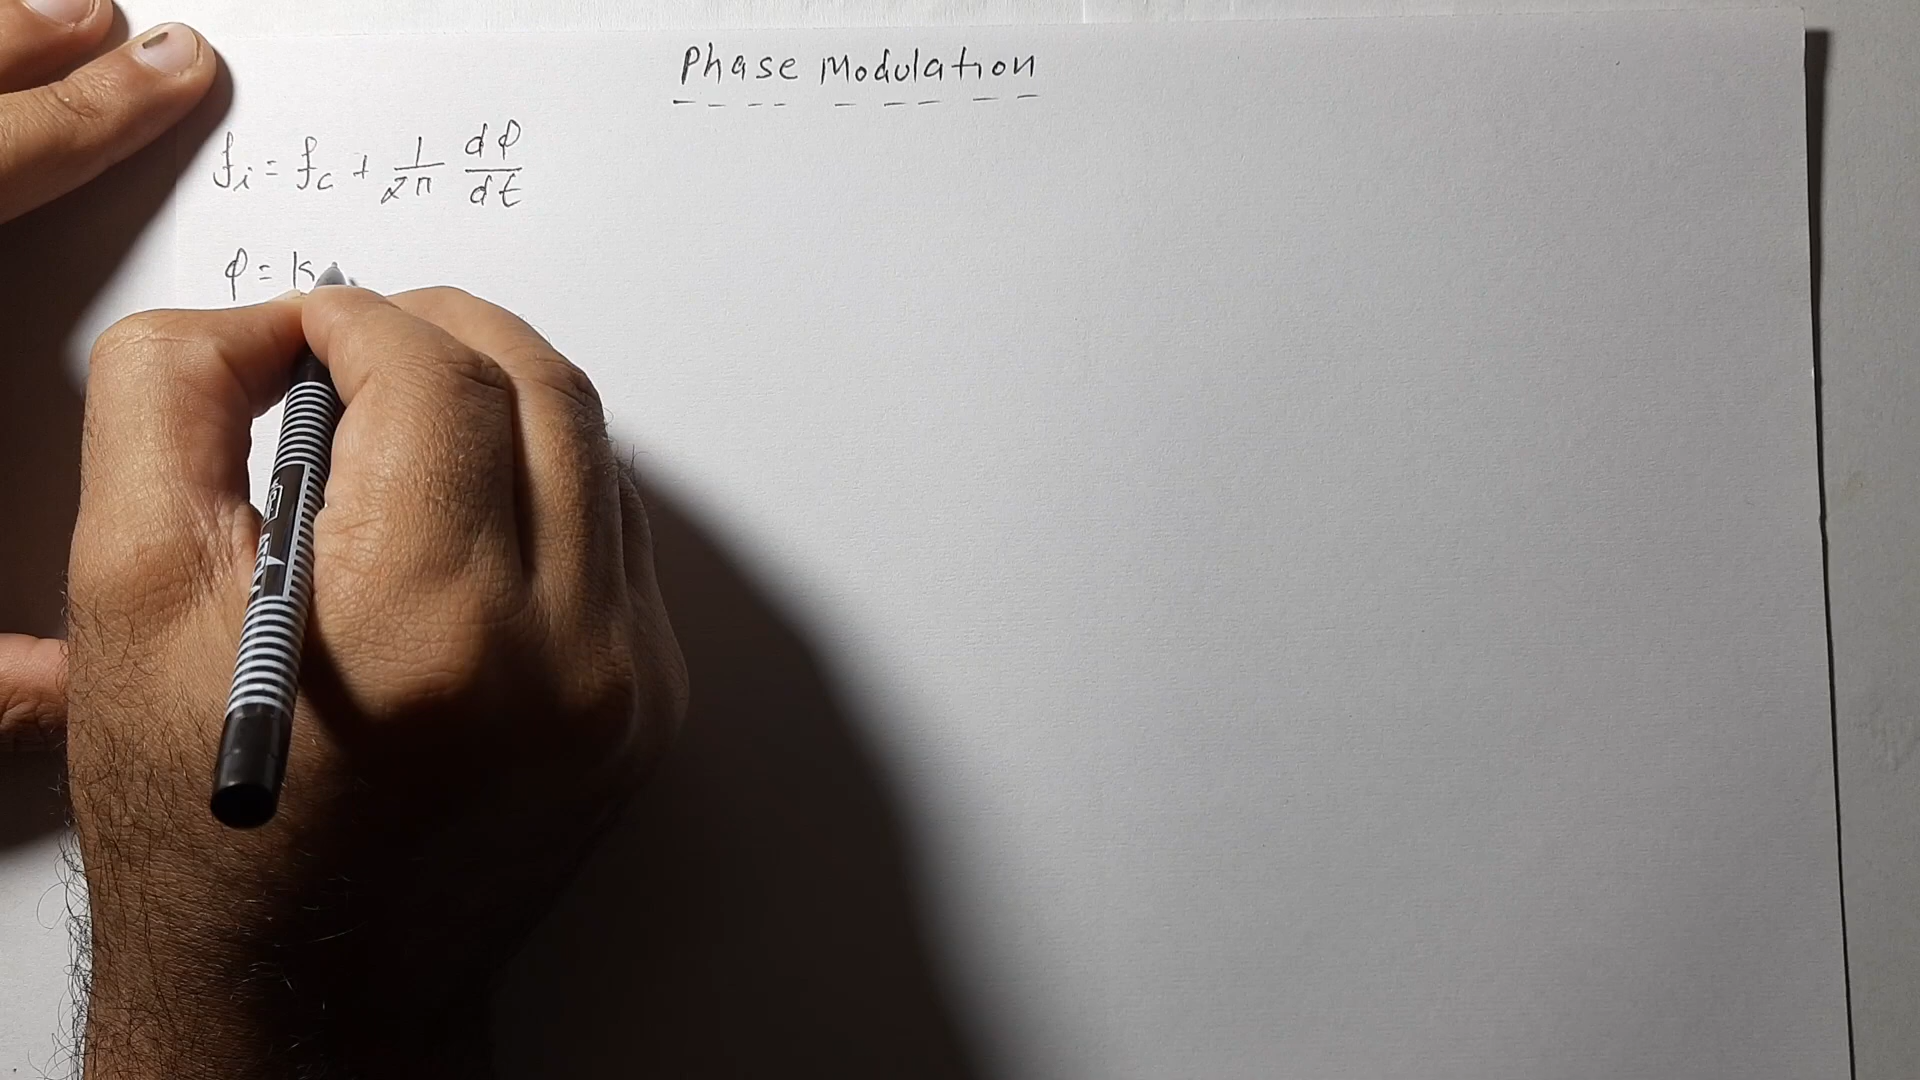 Phase Modulation
fi = fc + 1/2π dφ/dt
φ = K